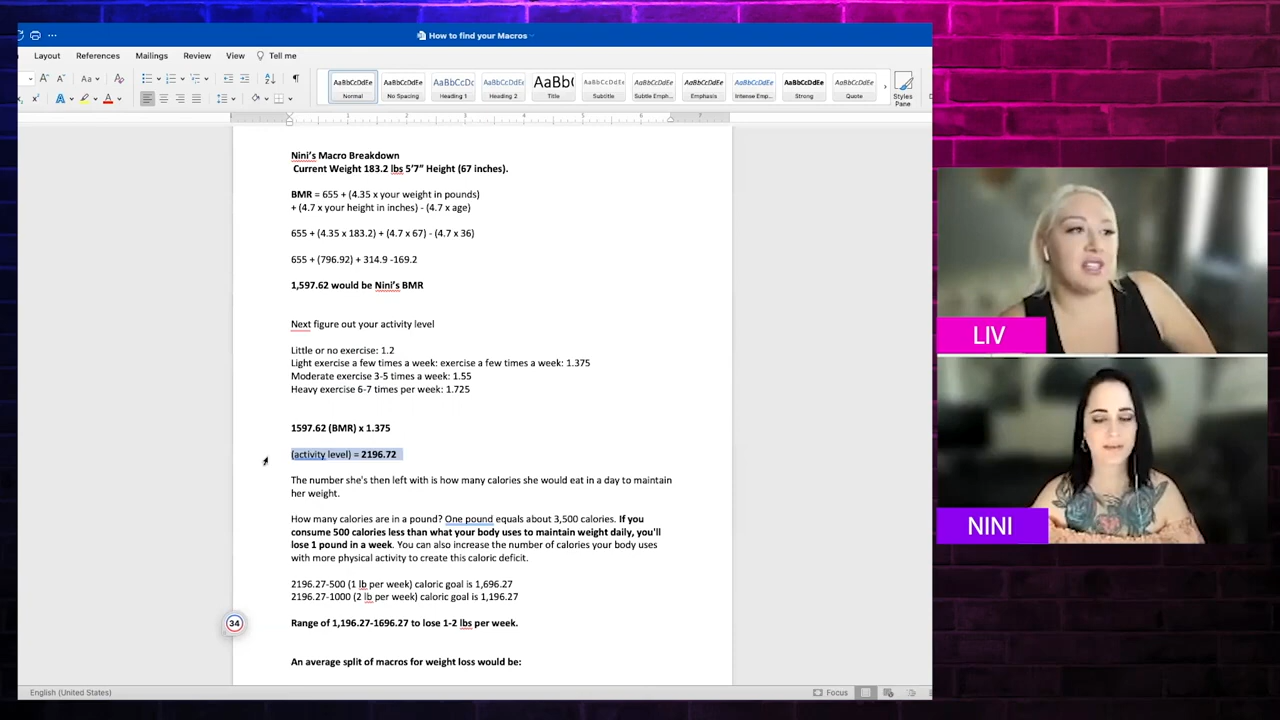 How to find your Macros
Layout References Mailings Review View Tell me
Aa
AaBbCcDdEe AaBbCcDdEe AaBbCcDc AaBbCcDdEe AaBbC AaBbCcDdEe AaBbCcDdEe AaBbCcDdEe AaBbCcDdEe AaBbCcDdEe AaBbCcDdEe
Normal No Spacing Heading 1 Heading 2 Title Subtitle Subtle Emph... Emphasis Intense Emp... Strong Quote Styles
Pane
1 2 3 4 5 6 7
Nini's Macro Breakdown
Current Weight 183.2 lbs 5'7" Height (67 inches).
BMR = 655 + (4.35 x your weight in pounds)
+ (4.7 x your height in inches) - (4.7 x age)
655 + (4.35 x 183.2) + (4.7 x 67) - (4.7 x 36)
655 + (796.92) + 314.9 -169.2
1,597.62 would be Nini's BMR
Next figure out your activity level
Little or no exercise: 1.2
Light exercise a few times a week: exercise a few times a week: 1.375
Moderate exercise 3-5 times a week: 1.55
Heavy exercise 6-7 times per week: 1.725
1597.62 (BMR) x 1.375
(activity level) = 2196.72
The number she's then left with is how many calories she would eat in a day to maintain
her weight.
How many calories are in a pound? One pound equals about 3,500 calories. If you
consume 500 calories less than what your body uses to maintain weight daily, you'll
lose 1 pound in a week. You can also increase the number of calories your body uses
with more physical activity to create this caloric deficit.
2196.27-500 (1 lb per week) caloric goal is 1,696.27
2196.27-1000 (2 lb per week) caloric goal is 1,196.27
34
Range of 1,196.27-1696.27 to lose 1-2 lbs per week.
An average split of macros for weight loss would be:
English (United States)
Focus
LIV
NINI